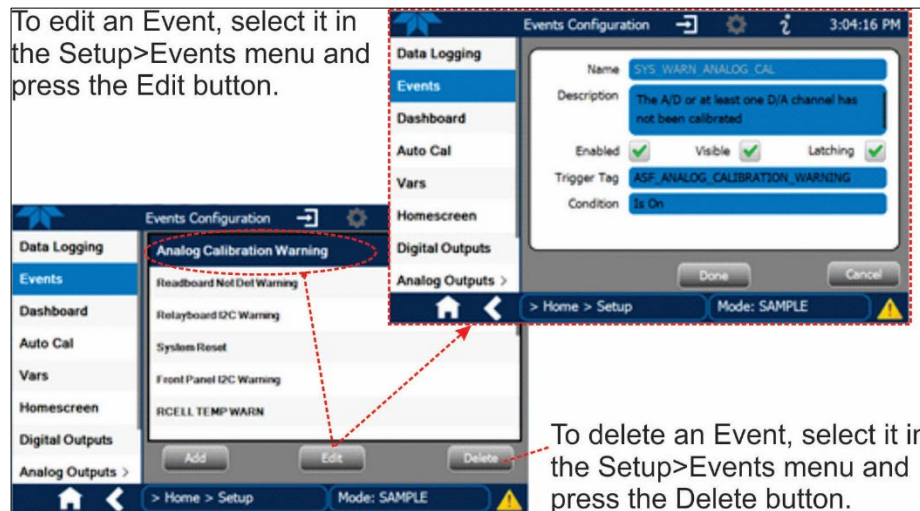 To edit an Event, select it in
the Setup>Events menu and
press the Edit button.
Events Configuration
3:04:16 PM
Data Logging
Events
Dashboard
Auto Cal
Vars
Homescreen
Digital Outputs
Analog Outputs >
Name
SYS_WARN_ANALOG_CAL
Description
The A/D or at least one D/A channel has
not been calibrated
Enabled
Visible
Latching
Trigger Tag
ASF_ANALOG_CALIBRATION_WARNING
Condition
Is On
Done
Cancel
> Home > Setup
Mode: SAMPLE
Events Configuration
Data Logging
Events
Dashboard
Auto Cal
Vars
Homescreen
Digital Outputs
Analog Outputs >
Analog Calibration Warning
Readboard Not Det Warning
Relayboard I2C Warning
System Reset
Front Panel I2C Warning
RCELL TEMP WARN
Add
Edit
Delete
> Home > Setup
Mode: SAMPLE
To delete an Event, select it in
the Setup>Events menu and
press the Delete button.